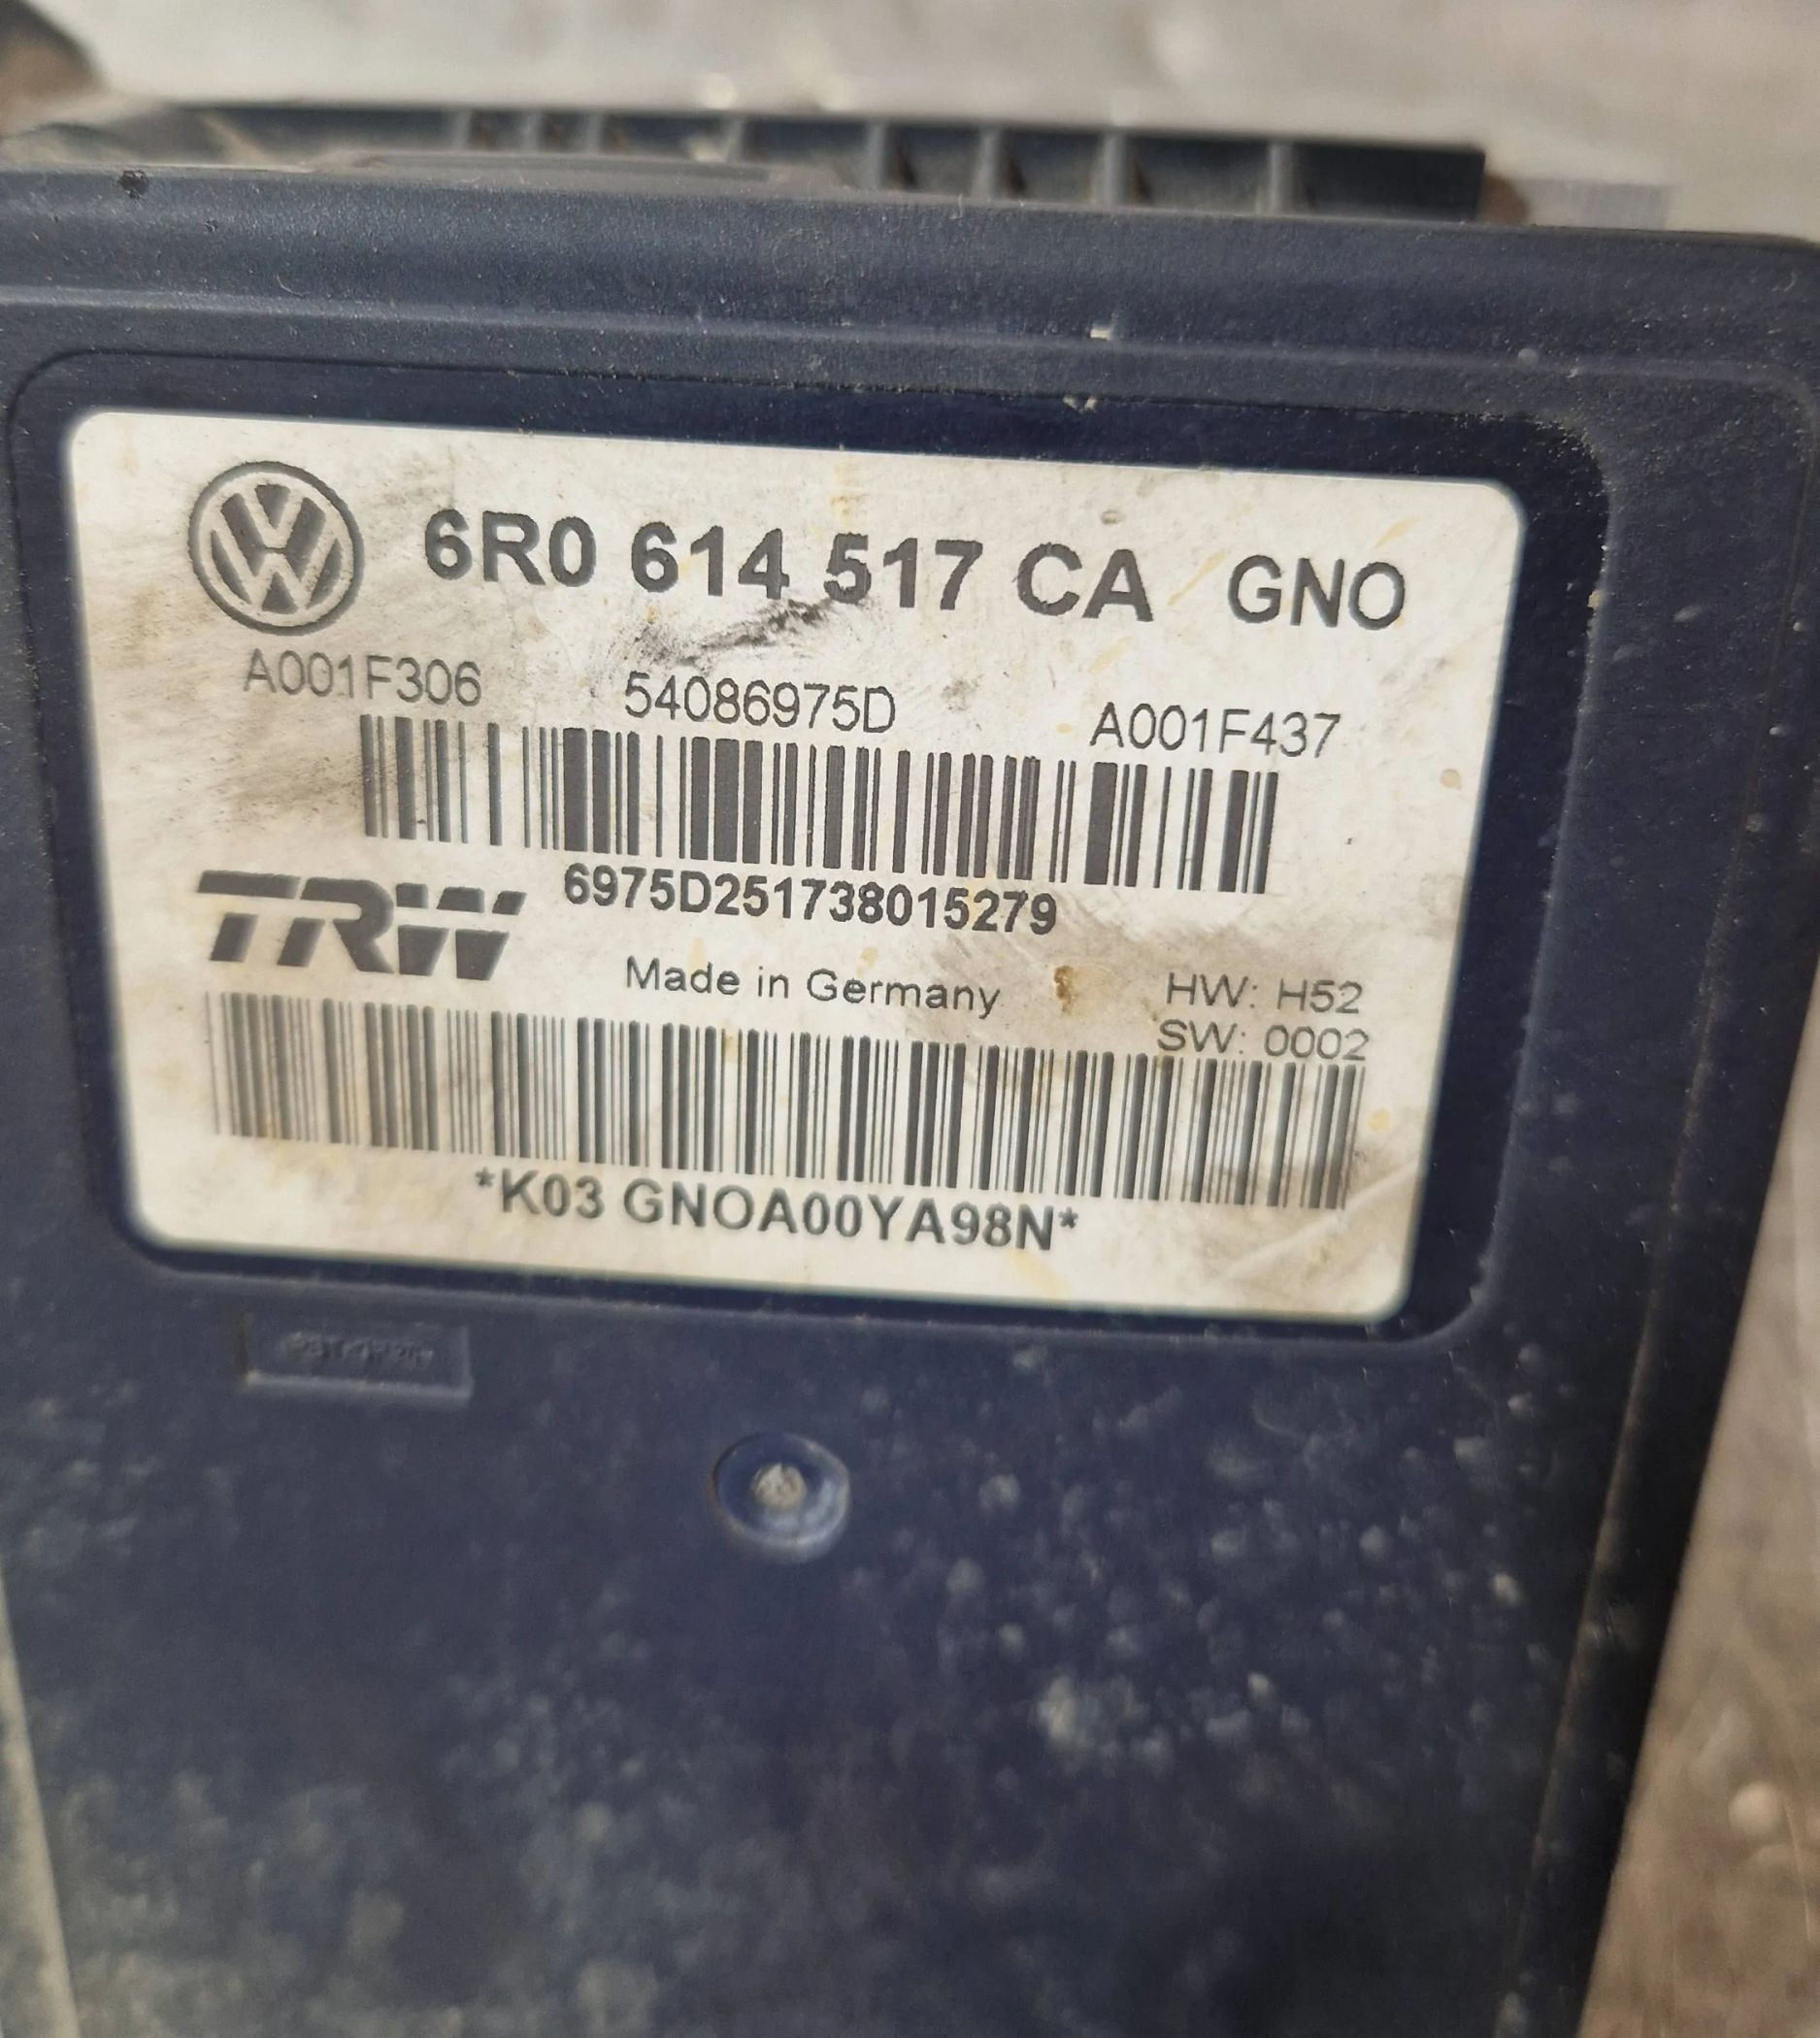 6R0 614 517 CA GNO
A001F306 54086975D A001F437
TRW 6975D251738015279
Made in Germany HW: H52
SW: 0002
*K03 GNOA00YA98N*